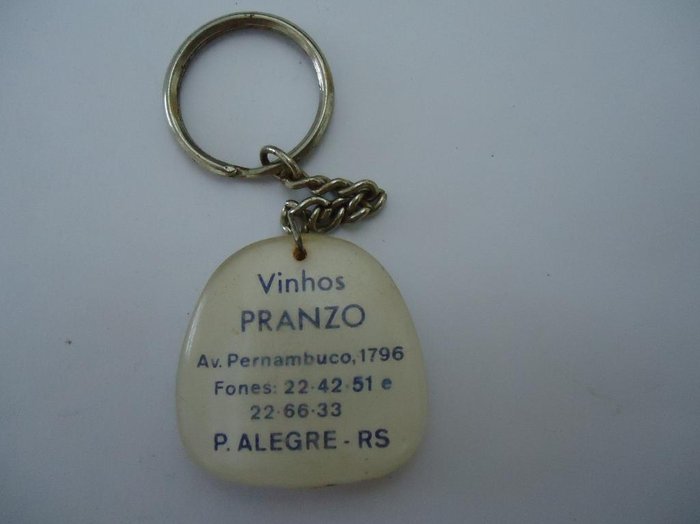 Vinhos
PRANZO
Av. Pernambuco, 1796
Fones: 22-42-51 e
22-66-33
P. ALEGRE - RS